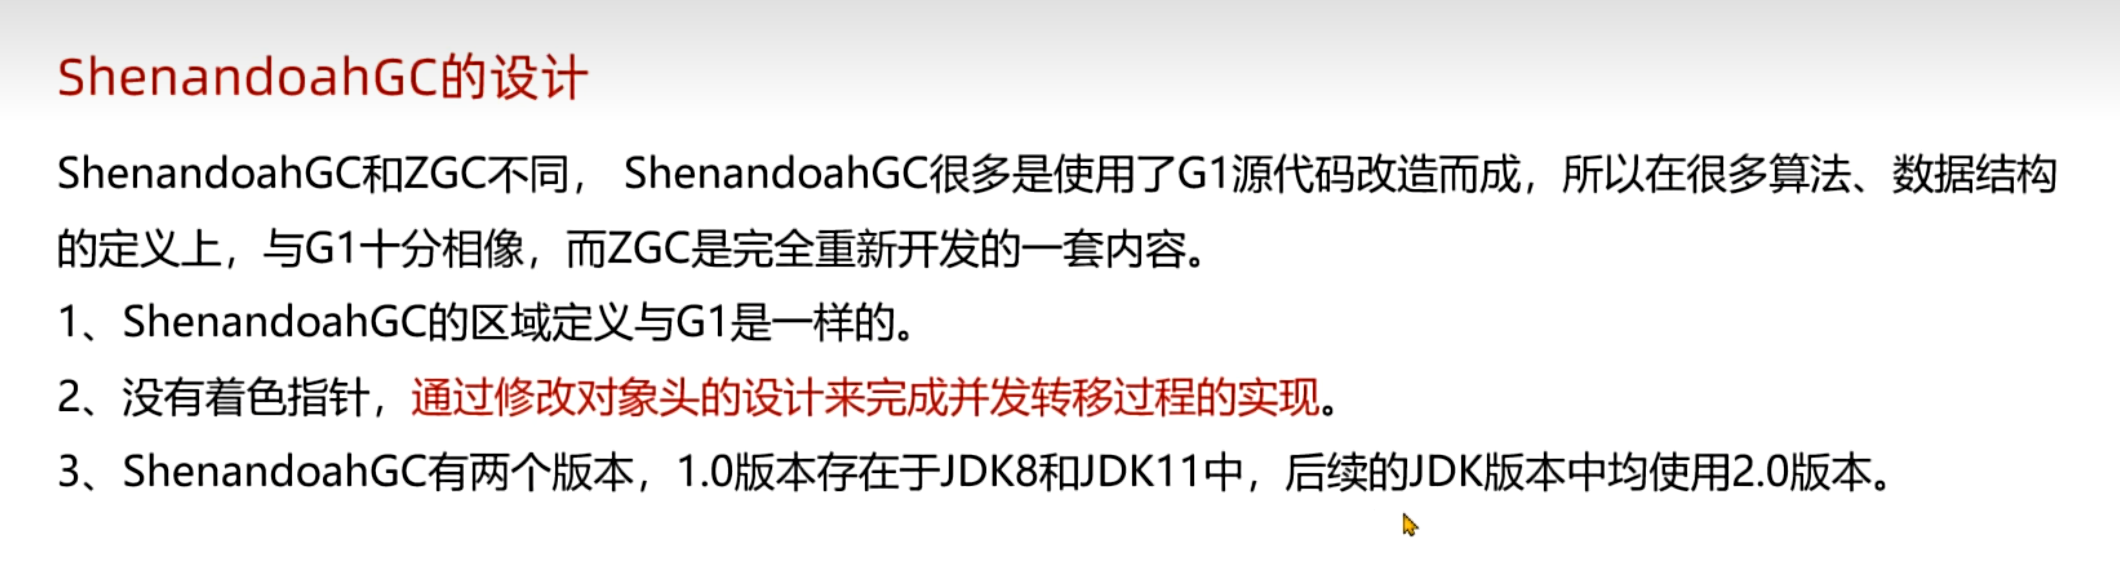 ShenandoahGC的设计
ShenandoahGC和ZGC不同， ShenandoahGC很多是使用了G1源代码改造而成，所以在很多算法、数据结构
的定义上，与G1十分相像，而ZGC是完全重新开发的一套内容。
1、ShenandoahGC的区域定义与G1是一样的。
2、没有着色指针，通过修改对象头的设计来完成并发转移过程的实现。
3、ShenandoahGC有两个版本，1.0版本存在于JDK8和JDK11中，后续的JDK版本中均使用2.0版本。